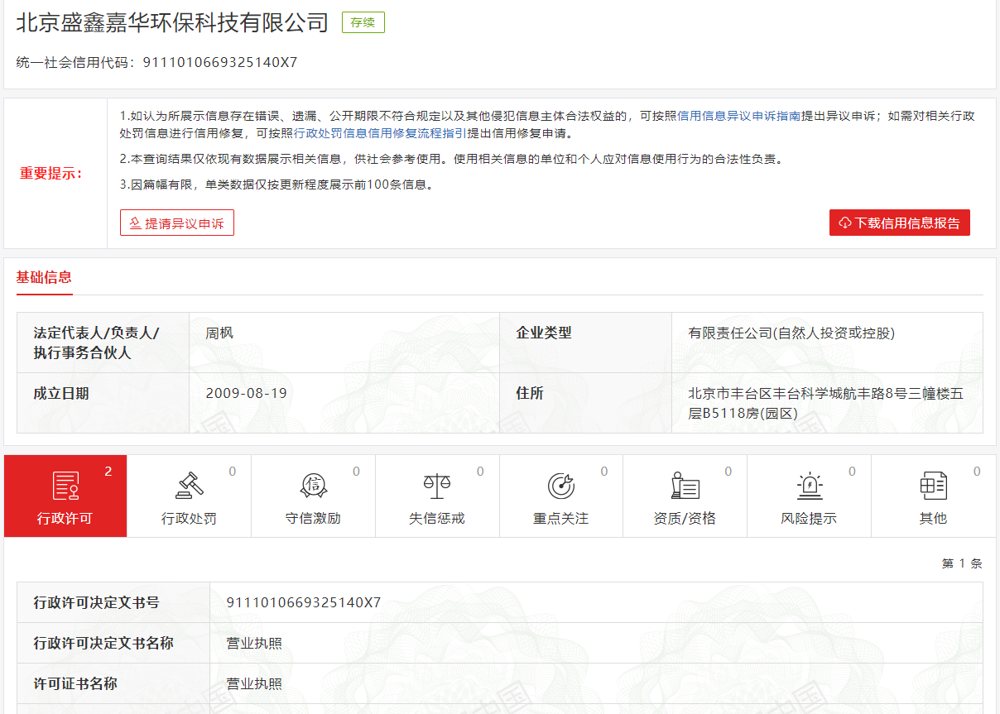 北京盛鑫嘉华环保科技有限公司 存续
统一社会信用代码：9111010669325140X7
重要提示：
1.如认为所展示信息存在错误、遗漏、公开期限不符合规定以及其他侵犯信息主体合法权益的，可按照信用信息异议申诉指南提出异议申诉；如需对相关行政
处罚信息进行信用修复，可按照行政处罚信息信用修复流程指引提出信用修复申请。
2.本查询结果仅依现有数据展示相关信息，供社会参考使用。使用相关信息的单位和个人应对信息使用行为的合法性负责。
3.因篇幅有限，单类数据仅按更新程度展示前100条信息。
提请异议申诉 下载信用信息报告
基础信息
法定代表人/负责人/
执行事务合伙人
周枫
企业类型
有限责任公司(自然人投资或控股)
成立日期
2009-08-19
住所
北京市丰台区丰台科学城航丰路8号三幢楼五
层B5118房(园区)
2
行政许可
0
行政处罚
0
信
守信激励
0
失信惩戒
0
重点关注
0
资质/资格
0
风险提示
0
其他
第 1 条
行政许可决定文书号 9111010669325140X7
行政许可决定文书名称 营业执照
许可证书名称 营业执照